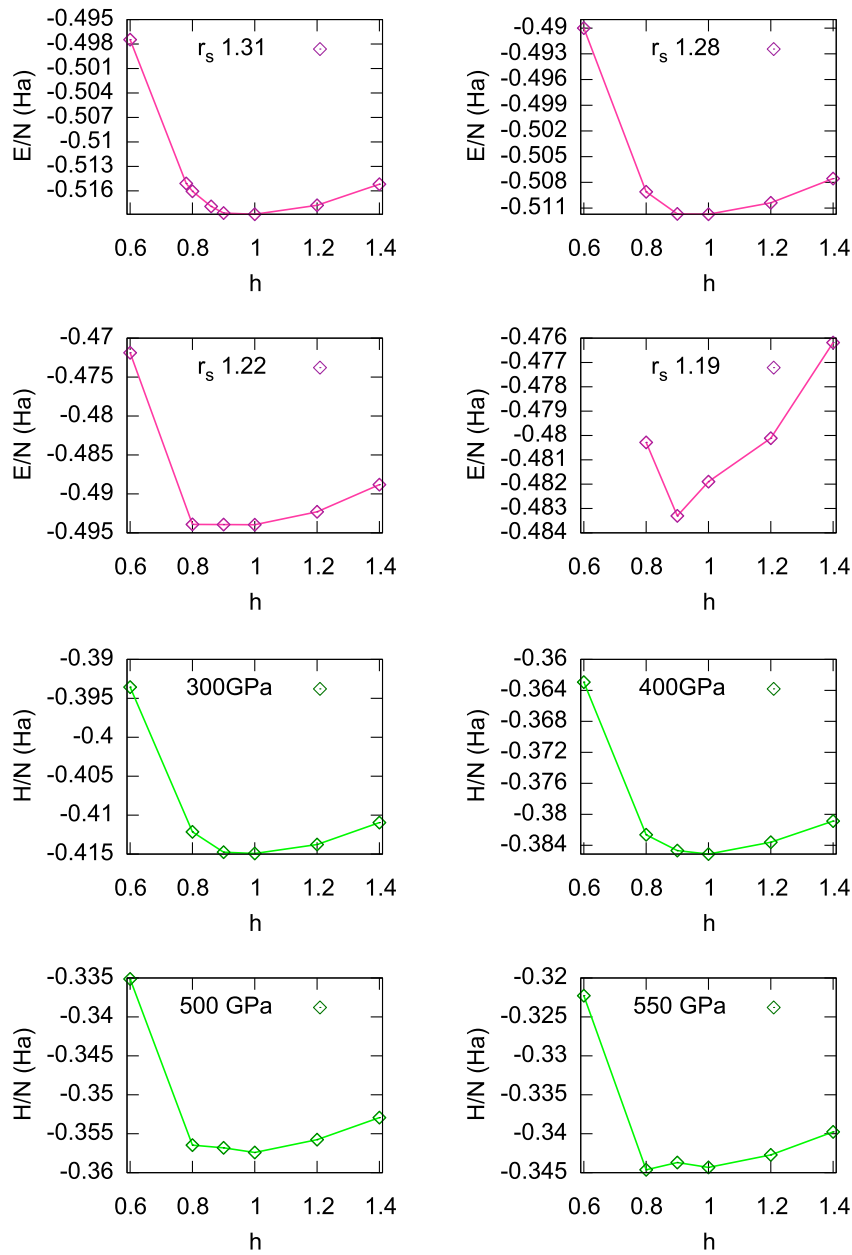 r_s 1.31
E/N (Ha)
-0.495
-0.498
-0.501
-0.504
-0.507
-0.51
-0.513
-0.516
0.6 0.8 1 1.2 1.4
h
r_s 1.28
E/N (Ha)
-0.49
-0.493
-0.496
-0.499
-0.502
-0.505
-0.508
-0.511
0.6 0.8 1 1.2 1.4
h
r_s 1.22
E/N (Ha)
-0.47
-0.475
-0.48
-0.485
-0.49
-0.495
0.6 0.8 1 1.2 1.4
h
r_s 1.19
E/N (Ha)
-0.476
-0.477
-0.478
-0.479
-0.48
-0.481
-0.482
-0.483
-0.484
0.6 0.8 1 1.2 1.4
h
300GPa
H/N (Ha)
-0.39
-0.395
-0.4
-0.405
-0.41
-0.415
0.6 0.8 1 1.2 1.4
h
400GPa
H/N (Ha)
-0.36
-0.364
-0.368
-0.372
-0.376
-0.38
-0.384
0.6 0.8 1 1.2 1.4
h
500 GPa
H/N (Ha)
-0.335
-0.34
-0.345
-0.35
-0.355
-0.36
0.6 0.8 1 1.2 1.4
h
550 GPa
H/N (Ha)
-0.32
-0.325
-0.33
-0.335
-0.34
-0.345
0.6 0.8 1 1.2 1.4
h